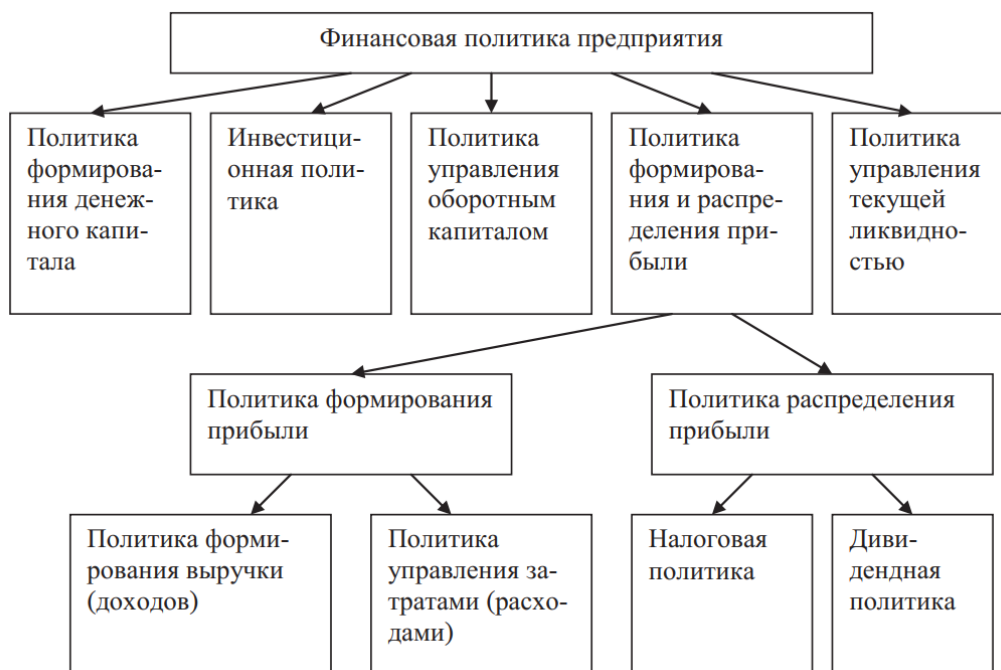 Финансовая политика предприятия
Политика
формирова-
ния денеж-
ного капи-
тала
Инвестици-
онная поли-
тика
Политика
управления
оборотным
капиталом
Политика
формирова-
ния и распре-
деления при-
были
Политика
управления
текущей
ликвидно-
стью
Политика формирования
прибыли
Политика распределения
прибыли
Политика форми-
рования выручки
(доходов)
Политика
управления за-
тратами (расхо-
дами)
Налоговая
политика
Диви-
дендная
политика